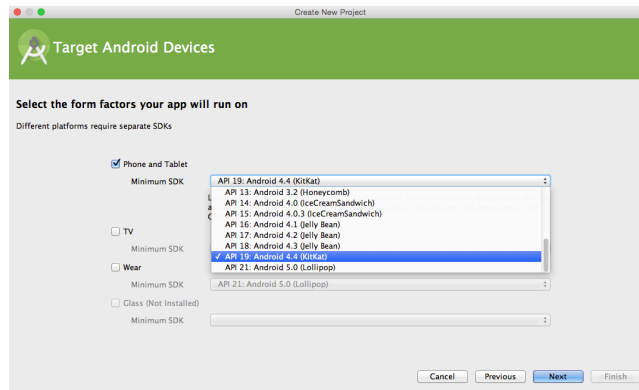 Create New Project
Target Android Devices
Select the form factors your app will run on
Different platforms require separate SDKs
Phone and Tablet
Minimum SDK
API 19: Android 4.4 (KitKat)
API 13: Android 3.2 (Honeycomb)
API 14: Android 4.0 (IceCreamSandwich)
API 15: Android 4.0.3 (IceCreamSandwich)
API 16: Android 4.1 (Jelly Bean)
API 17: Android 4.2 (Jelly Bean)
API 18: Android 4.3 (Jelly Bean)
✓ API 19: Android 4.4 (KitKat)
API 21: Android 5.0 (Lollipop)
TV
Minimum SDK
Wear
Minimum SDK API 21: Android 5.0 (Lollipop)
Glass (Not Installed)
Minimum SDK
Cancel Previous Next Finish